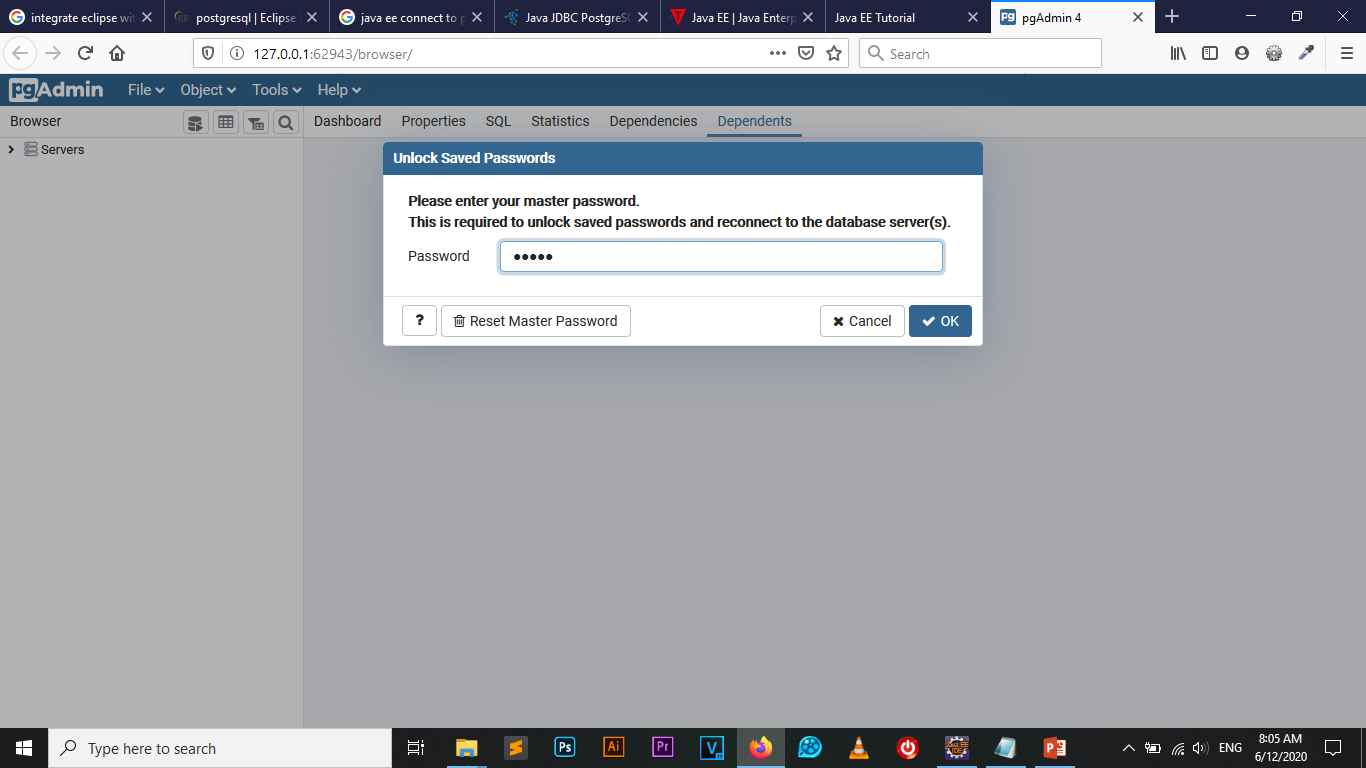 integrate eclipse wit
postgresql | Eclipse
java ee connect to p
Java JDBC PostgreS
Java EE | Java Enterp
Java EE Tutorial
pgAdmin 4
127.0.0.1:62943/browser/
Search
pgAdmin
File
Object
Tools
Help
Browser
Dashboard
Properties
SQL
Statistics
Dependencies
Dependents
Servers
Unlock Saved Passwords
Please enter your master password.
This is required to unlock saved passwords and reconnect to the database server(s).
Password
•••••
?
Reset Master Password
Cancel
OK
Type here to search
Ps
Ai
Pr
V
ENG
8:05 AM
6/12/2020